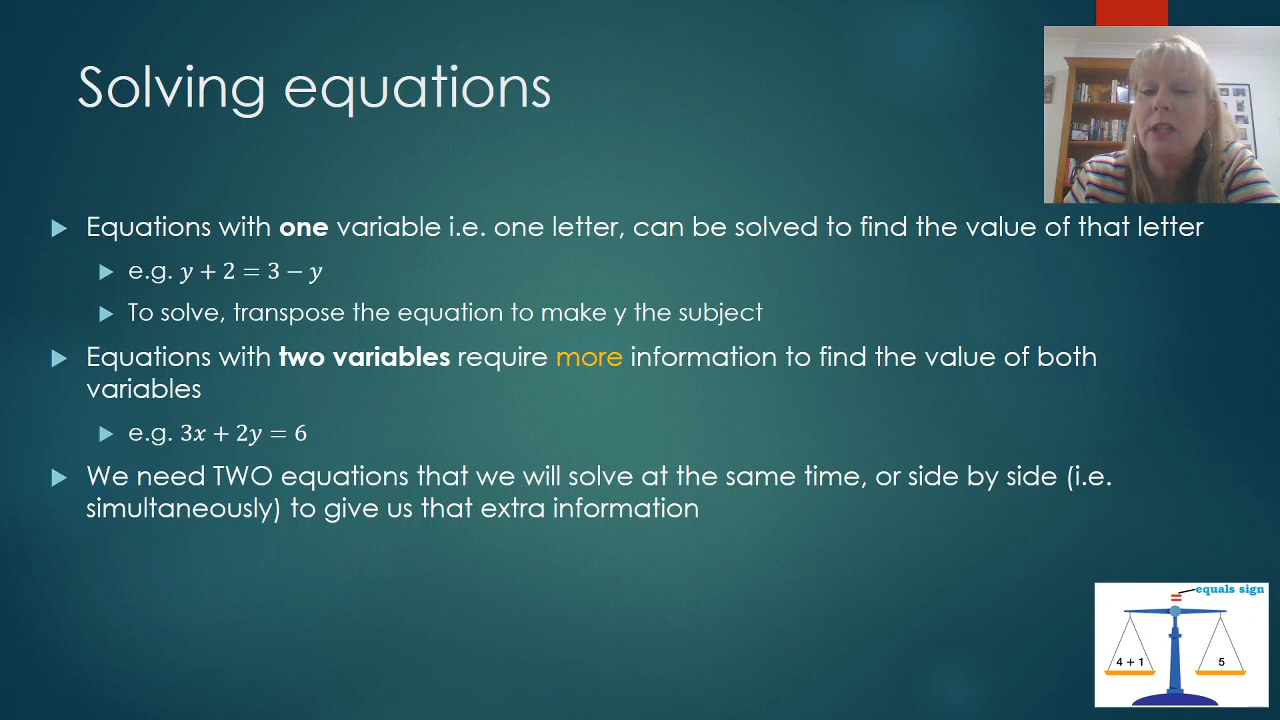 Solving equations
Equations with one variable i.e. one letter, can be solved to find the value of that letter
e.g. y + 2 = 3 − y
To solve, transpose the equation to make y the subject
Equations with two variables require more information to find the value of both
variables
e.g. 3x + 2y = 6
We need TWO equations that we will solve at the same time, or side by side (i.e.
simultaneously) to give us that extra information
equals sign
=
4 + 1
5